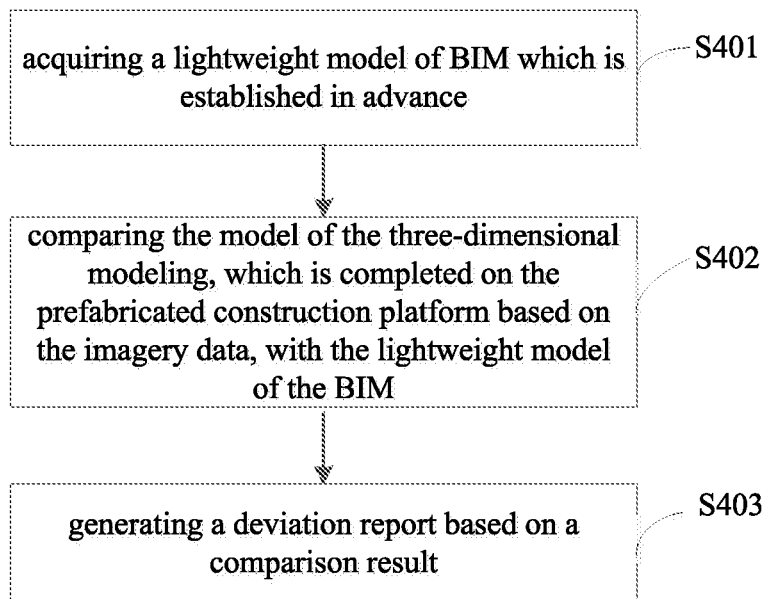 acquiring a lightweight model of BIM which is
established in advance
S401
comparing the model of the three-dimensional
modeling, which is completed on the
prefabricated construction platform based on
the imagery data, with the lightweight model
of the BIM
S402
generating a deviation report based on a
comparison result
S403